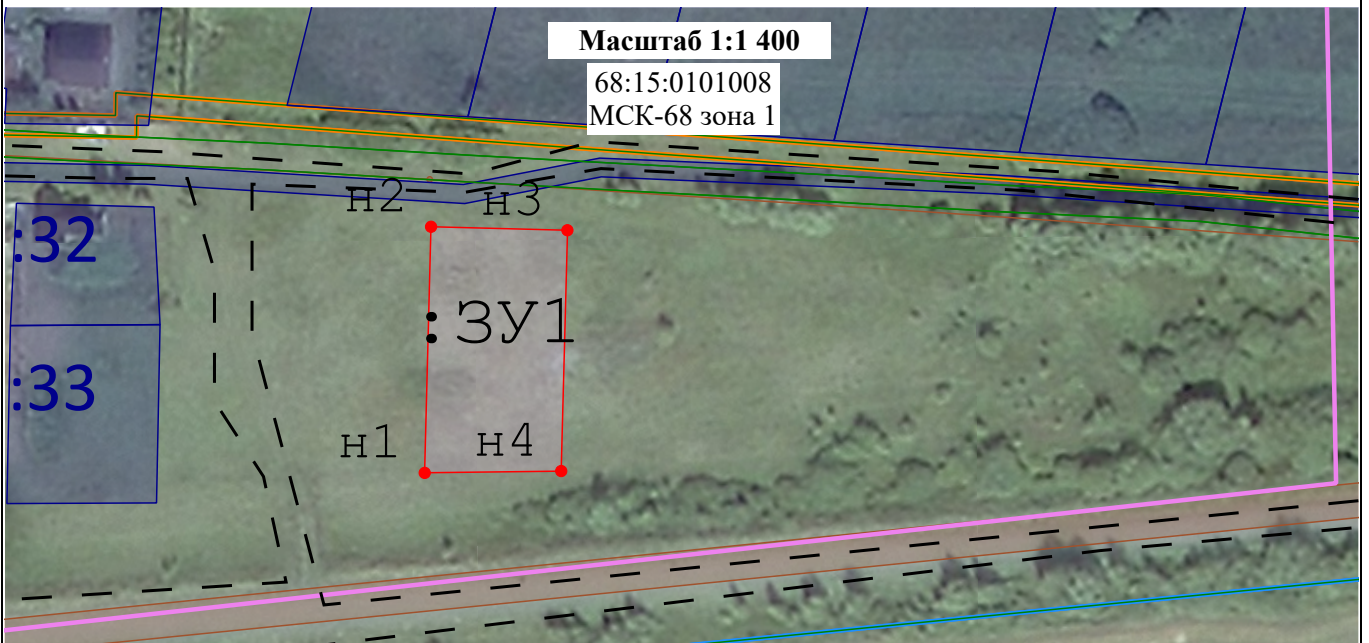 Масштаб 1:1 400
68:15:0101008
МСК-68 зона 1
н2
н3
:32
:ЗУ1
:33
н1
н4